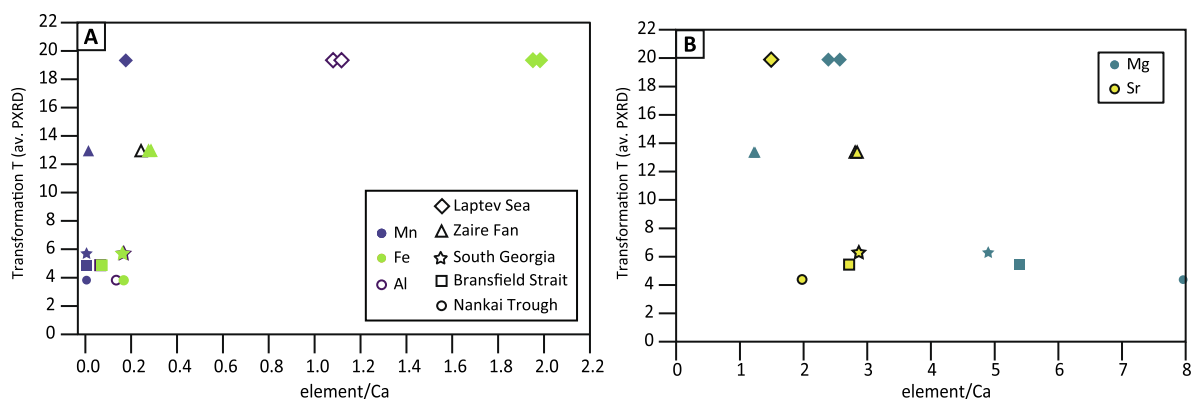 A
Transformation T (av. PXRD)
22
20
18
16
14
12
10
8
6
4
2
0
0.0 0.2 0.4 0.6 0.8 1.0 1.2 1.4 1.6 1.8 2.0 2.2
element/Ca
Mn
Fe
Al
Laptev Sea
Zaire Fan
South Georgia
Bransfield Strait
Nankai Trough
B
Transformation T (av. PXRD)
22
20
18
16
14
12
10
8
6
4
2
0
0 1 2 3 4 5 6 7 8
element/Ca
Mg
Sr